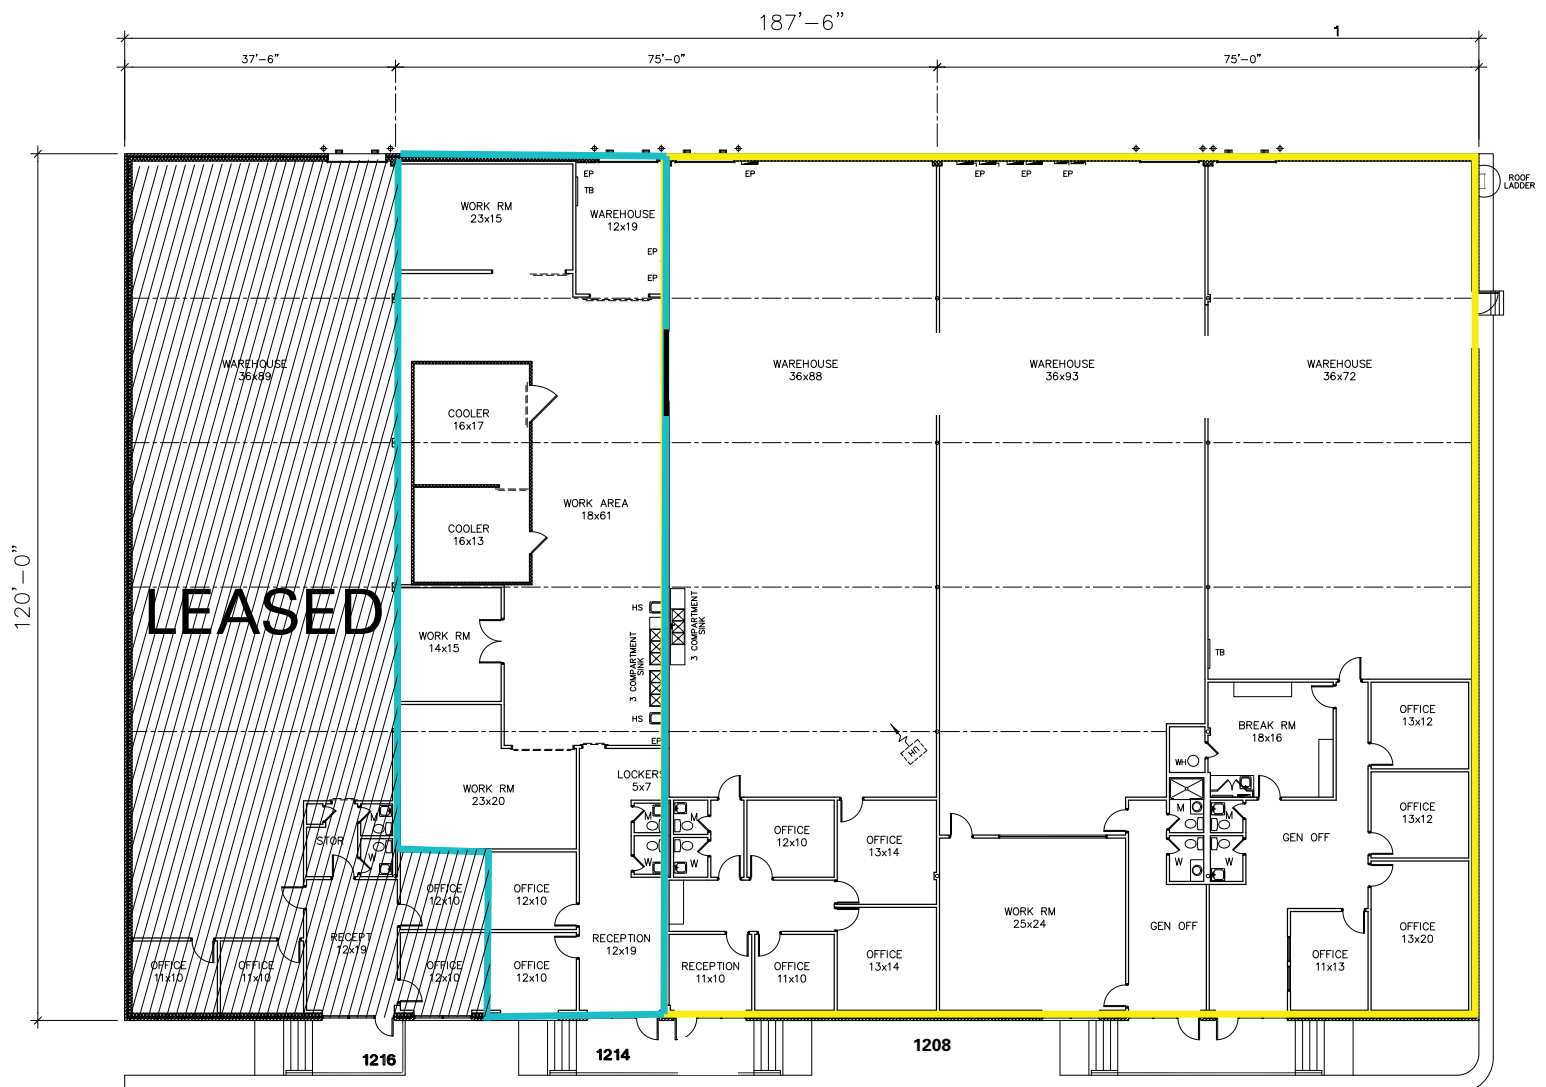 187'-6"
1
37'-6"
75'-0"
75'-0"
120'-0"
ROOF
LADDER
EP
TB
EP
EP
EP
EP
EP
WORK RM
23x15
WAREHOUSE
12x19
EP
EP
WAREHOUSE
36x89
WAREHOUSE
36x88
WAREHOUSE
36x93
WAREHOUSE
36x72
COOLER
16x17
WORK AREA
18x61
COOLER
16x13
LEASED
HS
3 COMPARTMENT
SINK
3 COMPARTMENT
SINK
HS
EP
WORK RM
14x15
TB
BREAK RM
18x16
OFFICE
13x12
HU
WH
WORK RM
23x20
LOCKERS
5x7
STOR
M
W
M
W
OFFICE
12x10
OFFICE
13x14
M
W
M
W
GEN OFF
OFFICE
13x12
OFFICE
12x10
OFFICE
12x10
WORK RM
25x24
GEN OFF
OFFICE
13x20
RECEPT
12x19
RECEPTION
12x19
OFFICE
11x10
OFFICE
11x10
OFFICE
12x10
OFFICE
12x10
RECEPTION
11x10
OFFICE
11x10
OFFICE
13x14
OFFICE
11x13
1216
1214
1208